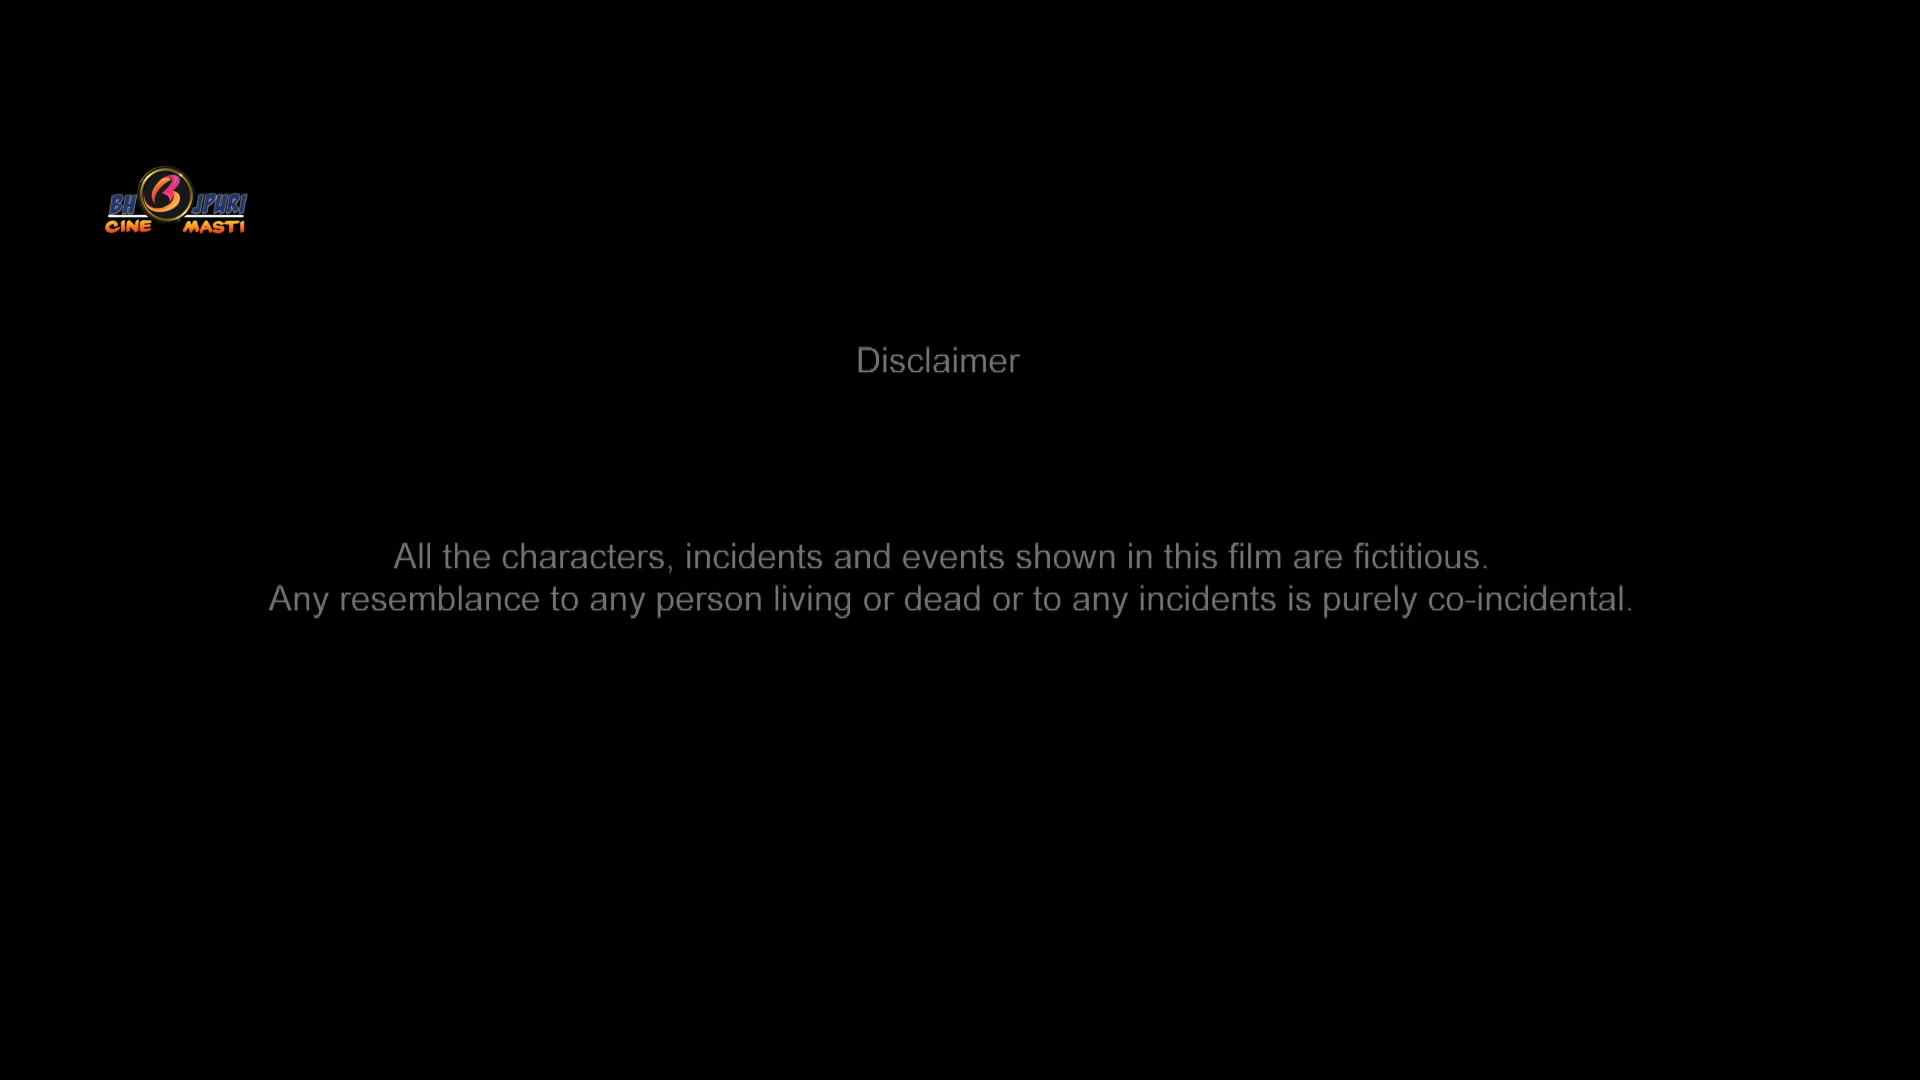 BHOJPURI
CINE MASTI
Disclaimer
All the characters, incidents and events shown in this film are fictitious.
Any resemblance to any person living or dead or to any incidents is purely co-incidental.